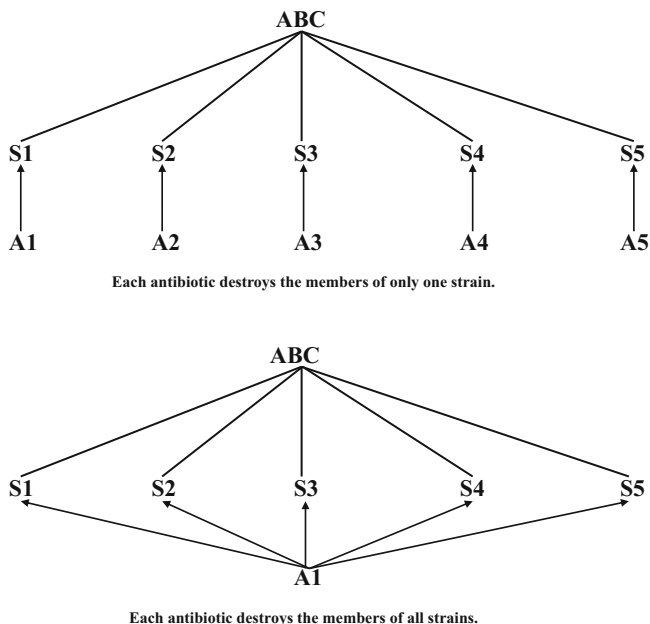 ABC
S1 S2 S3 S4 S5
A1 A2 A3 A4 A5
Each antibiotic destroys the members of only one strain.
ABC
S1 S2 S3 S4 S5
A1
Each antibiotic destroys the members of all strains.